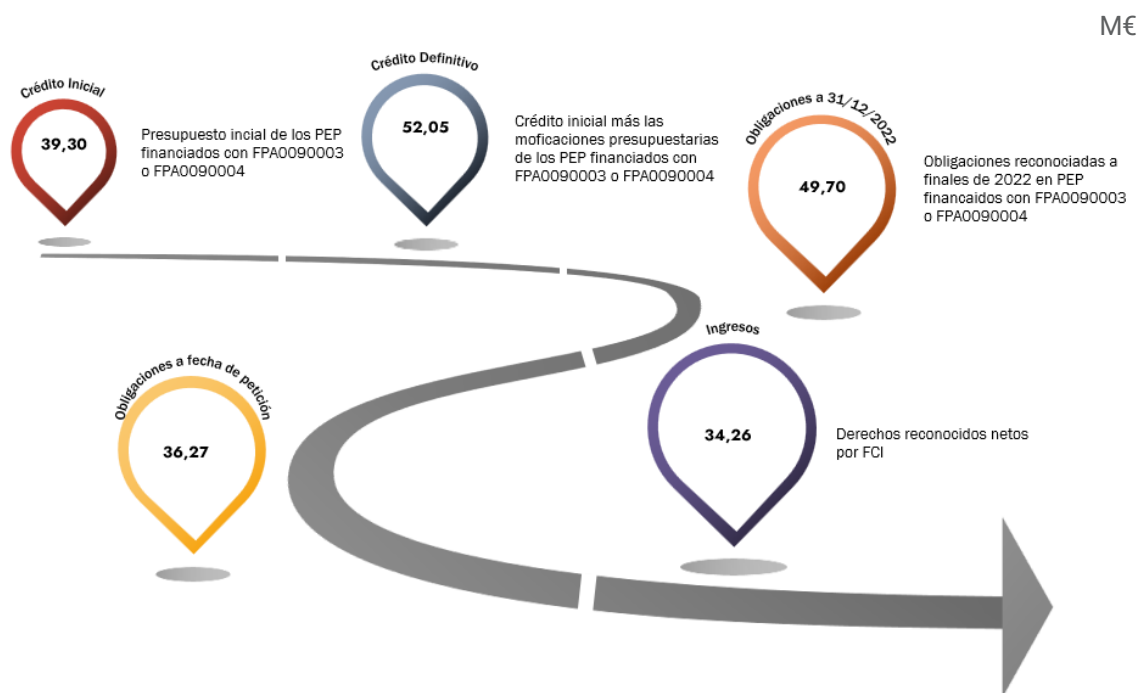 M€
Crédito Inicial
39,30
Presupuesto incial de los PEP
financiados con FPA0090003
o FPA0090004
Crédito Definitivo
52,05
Crédito inicial más las
moficaciones presupuestarias
de los PEP financiados con
FPA0090003 o FPA0090004
Obligaciones a 31/12/2022
49,70
Obligaciones reconociadas a
finales de 2022 en PEP
financaidos con FPA0090003
o FPA0090004
Obligaciones a fecha de petición
36,27
Ingresos
34,26
Derechos reconocidos netos
por FCI